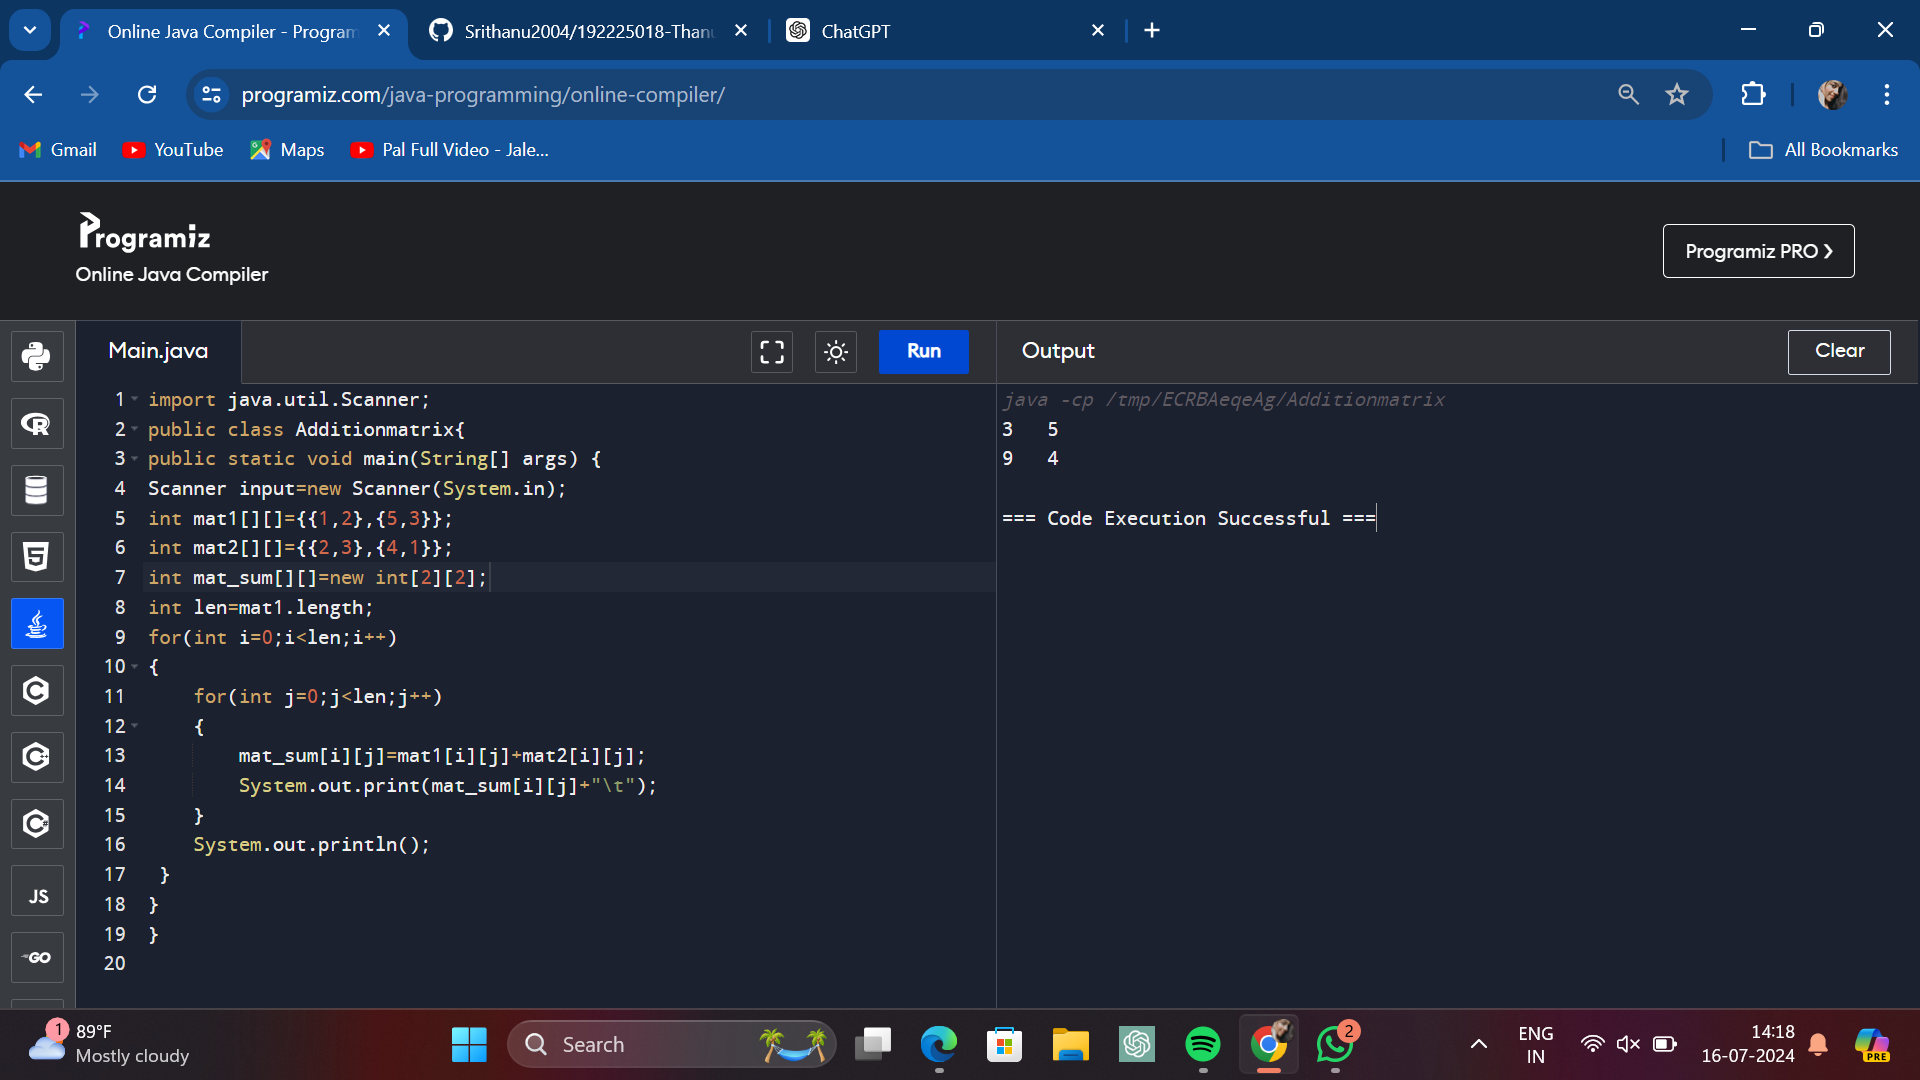 Online Java Compiler - Program
Srithanu2004/192225018-Thanu
ChatGPT
programiz.com/java-programming/online-compiler/
Gmail
YouTube
Maps
Pal Full Video - Jale...
All Bookmarks
Programiz
Online Java Compiler
Programiz PRO ❯
Main.java
Run
Output
Clear
1 import java.util.Scanner;
2 public class Additionmatrix{
3 public static void main(String[] args) {
4 Scanner input=new Scanner(System.in);
5 int mat1[][]={{1,2},{5,3}};
6 int mat2[][]={{2,3},{4,1}};
7 int mat_sum[][]=new int[2][2];
8 int len=mat1.length;
9 for(int i=0;i<len;i++)
10 {
11     for(int j=0;j<len;j++)
12     {
13         mat_sum[i][j]=mat1[i][j]+mat2[i][j];
14         System.out.print(mat_sum[i][j]+"\t");
15     }
16     System.out.println();
17  }
18 }
19 }
20
java -cp /tmp/ECRBAeqeAg/Additionmatrix
3   5
9   4
=== Code Execution Successful ===
R
5
C
C++
C#
JS
GO
1
89°F
Mostly cloudy
Search
2
ENG
IN
14:18
16-07-2024
PRE